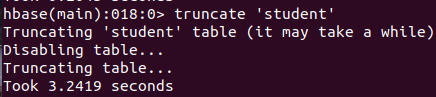 hbase(main):018:0> truncate 'student'
Truncating 'student' table (it may take a while)
Disabling table...
Truncating table...
Took 3.2419 seconds